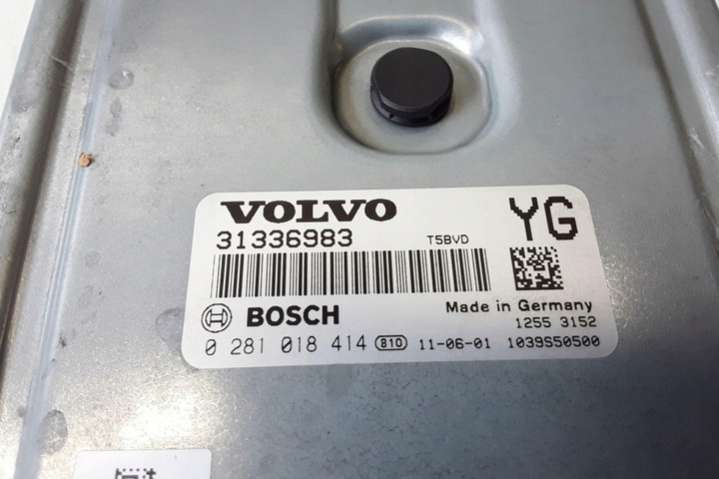 VOLVO YG
31336983 T5BVD
BOSCH Made in Germany
1255 3152
0 281 018 414 810 11-06-01 1039S50500